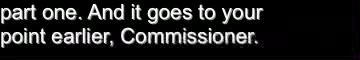 part one. And it goes to your
point earlier, Commissioner.